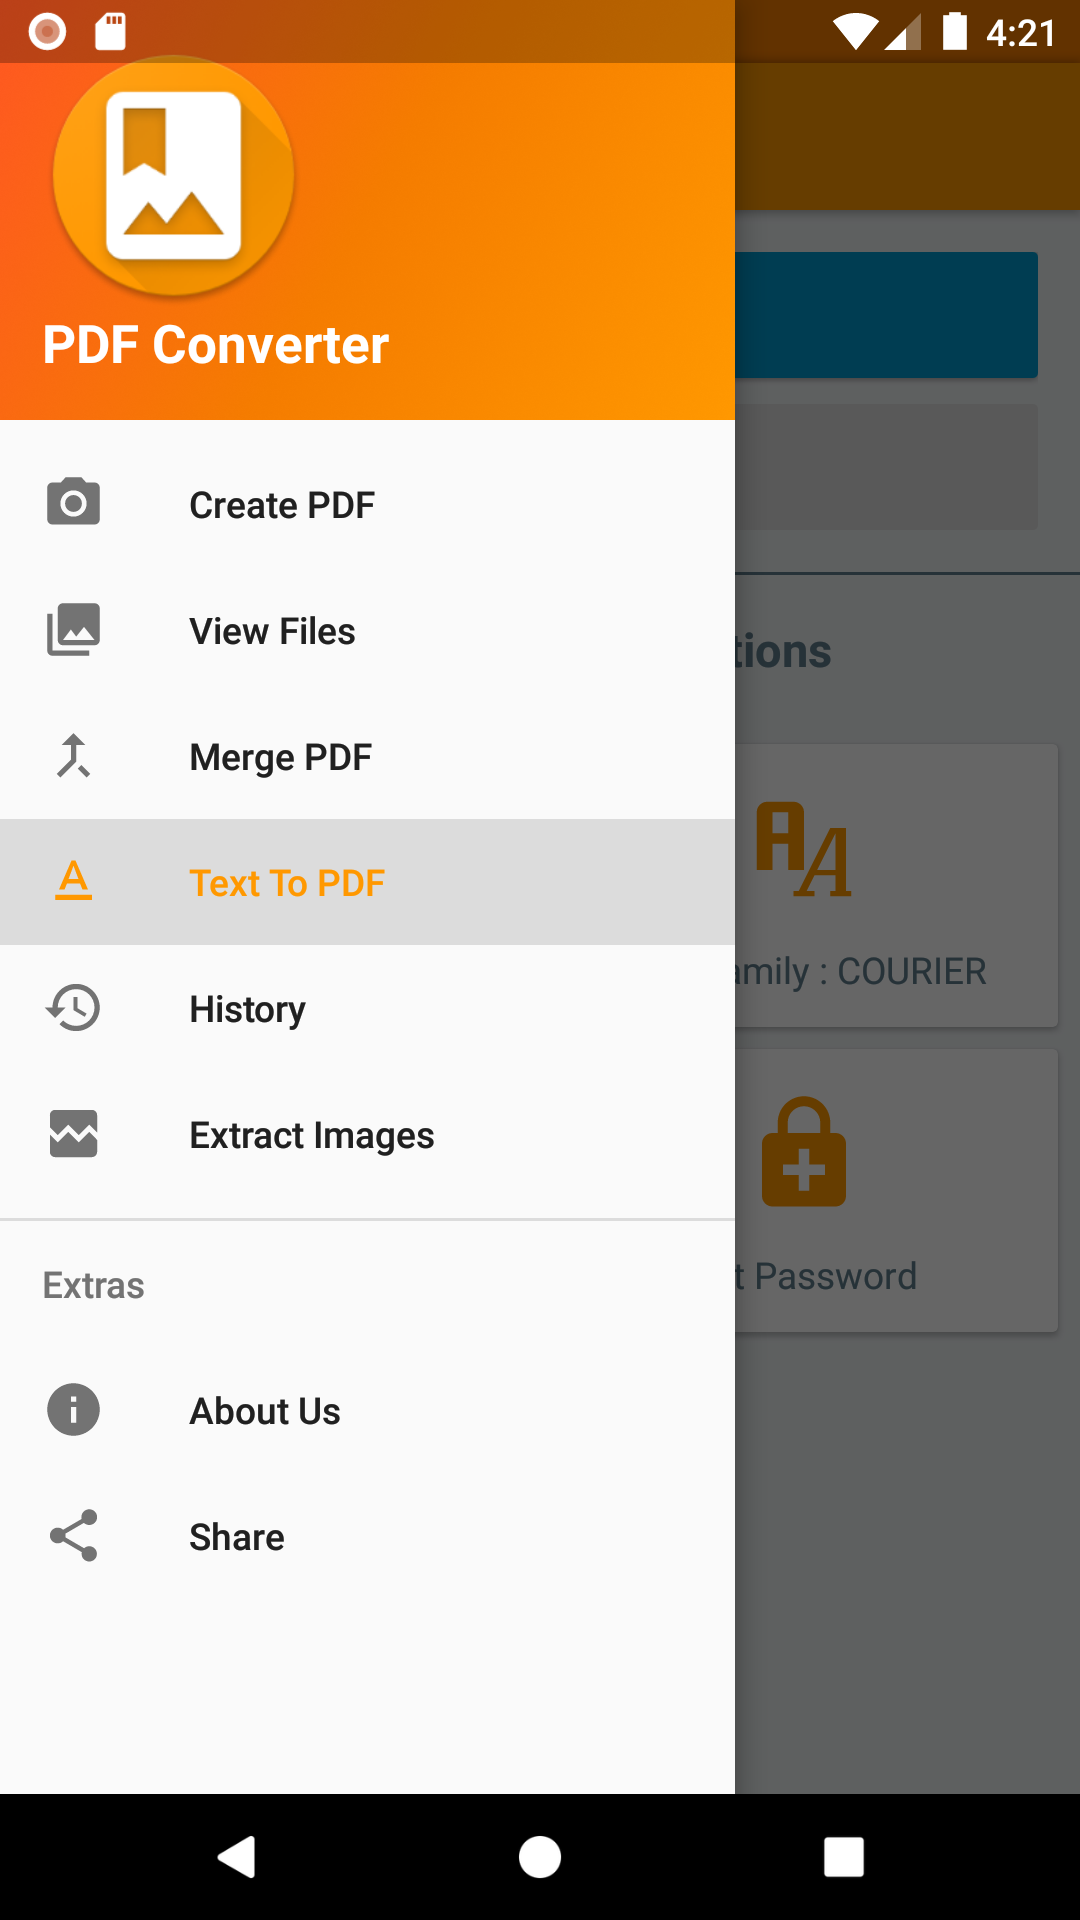 4:21
PDF Converter
Create PDF
View Files
Merge PDF
Text To PDF
History
Extract Images
Extras
About Us
Share
tions
amily : COURIER
t Password